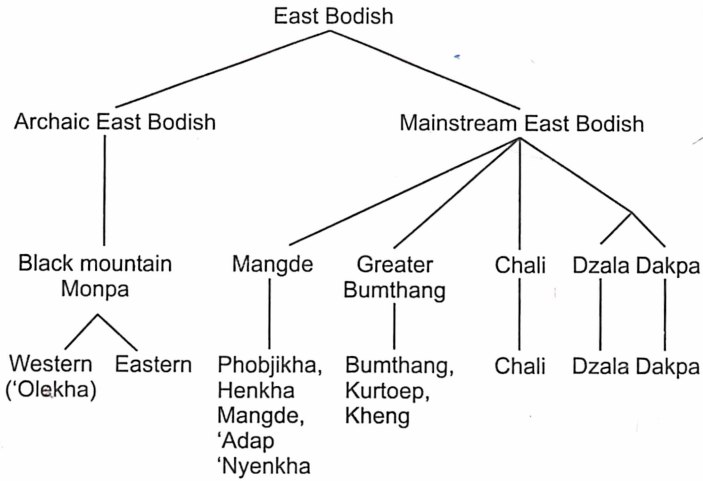 East Bodish
Archaic East Bodish
Mainstream East Bodish
Black mountain
Monpa
Mangde
Greater
Bumthang
Chali
Dzala Dakpa
Western
(‘Olekha)
Eastern
Phobjikha,
Henkha
Mangde,
‘Adap
‘Nyenkha
Bumthang,
Kurtoep,
Kheng
Chali
Dzala Dakpa